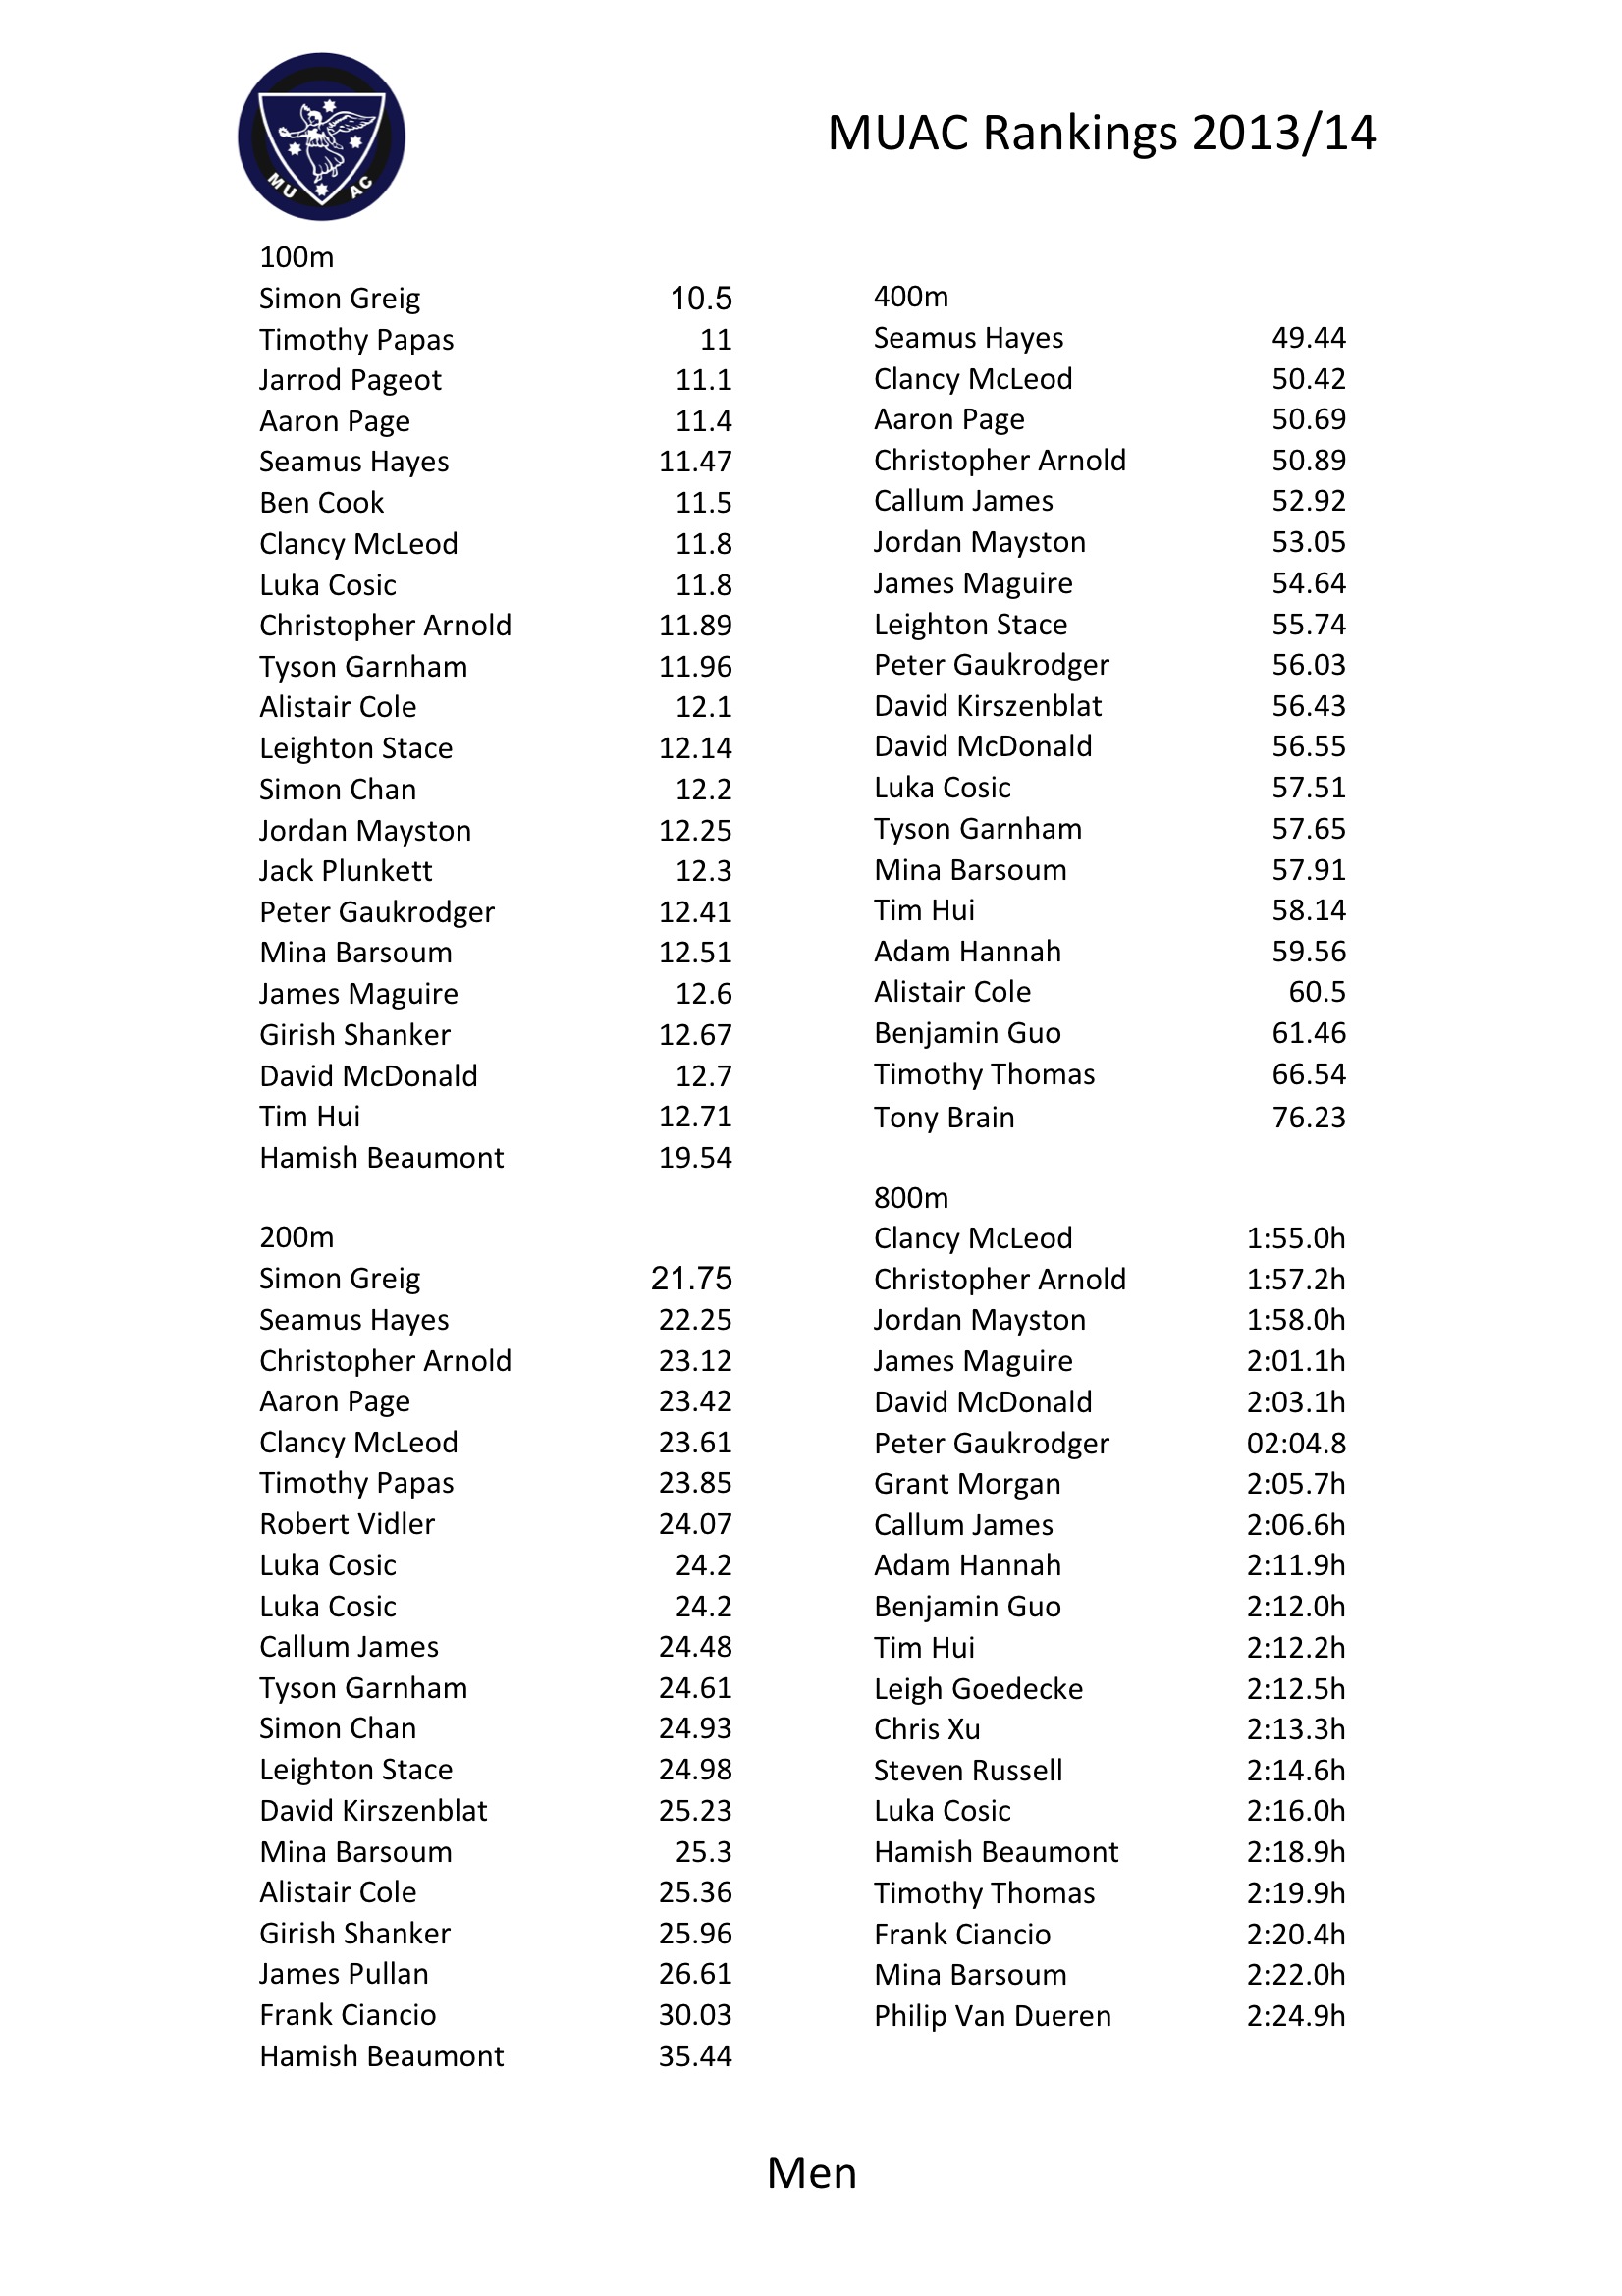 MU AC
MUAC Rankings 2013/14
100m
Simon Greig 10.5
Timothy Papas 11
Jarrod Pageot 11.1
Aaron Page 11.4
Seamus Hayes 11.47
Ben Cook 11.5
Clancy McLeod 11.8
Luka Cosic 11.8
Christopher Arnold 11.89
Tyson Garnham 11.96
Alistair Cole 12.1
Leighton Stace 12.14
Simon Chan 12.2
Jordan Mayston 12.25
Jack Plunkett 12.3
Peter Gaukrodger 12.41
Mina Barsoum 12.51
James Maguire 12.6
Girish Shanker 12.67
David McDonald 12.7
Tim Hui 12.71
Hamish Beaumont 19.54
200m
Simon Greig 21.75
Seamus Hayes 22.25
Christopher Arnold 23.12
Aaron Page 23.42
Clancy McLeod 23.61
Timothy Papas 23.85
Robert Vidler 24.07
Luka Cosic 24.2
Luka Cosic 24.2
Callum James 24.48
Tyson Garnham 24.61
Simon Chan 24.93
Leighton Stace 24.98
David Kirszenblat 25.23
Mina Barsoum 25.3
Alistair Cole 25.36
Girish Shanker 25.96
James Pullan 26.61
Frank Ciancio 30.03
Hamish Beaumont 35.44
400m
Seamus Hayes 49.44
Clancy McLeod 50.42
Aaron Page 50.69
Christopher Arnold 50.89
Callum James 52.92
Jordan Mayston 53.05
James Maguire 54.64
Leighton Stace 55.74
Peter Gaukrodger 56.03
David Kirszenblat 56.43
David McDonald 56.55
Luka Cosic 57.51
Tyson Garnham 57.65
Mina Barsoum 57.91
Tim Hui 58.14
Adam Hannah 59.56
Alistair Cole 60.5
Benjamin Guo 61.46
Timothy Thomas 66.54
Tony Brain 76.23
800m
Clancy McLeod 1:55.0h
Christopher Arnold 1:57.2h
Jordan Mayston 1:58.0h
James Maguire 2:01.1h
David McDonald 2:03.1h
Peter Gaukrodger 02:04.8
Grant Morgan 2:05.7h
Callum James 2:06.6h
Adam Hannah 2:11.9h
Benjamin Guo 2:12.0h
Tim Hui 2:12.2h
Leigh Goedecke 2:12.5h
Chris Xu 2:13.3h
Steven Russell 2:14.6h
Luka Cosic 2:16.0h
Hamish Beaumont 2:18.9h
Timothy Thomas 2:19.9h
Frank Ciancio 2:20.4h
Mina Barsoum 2:22.0h
Philip Van Dueren 2:24.9h
Men